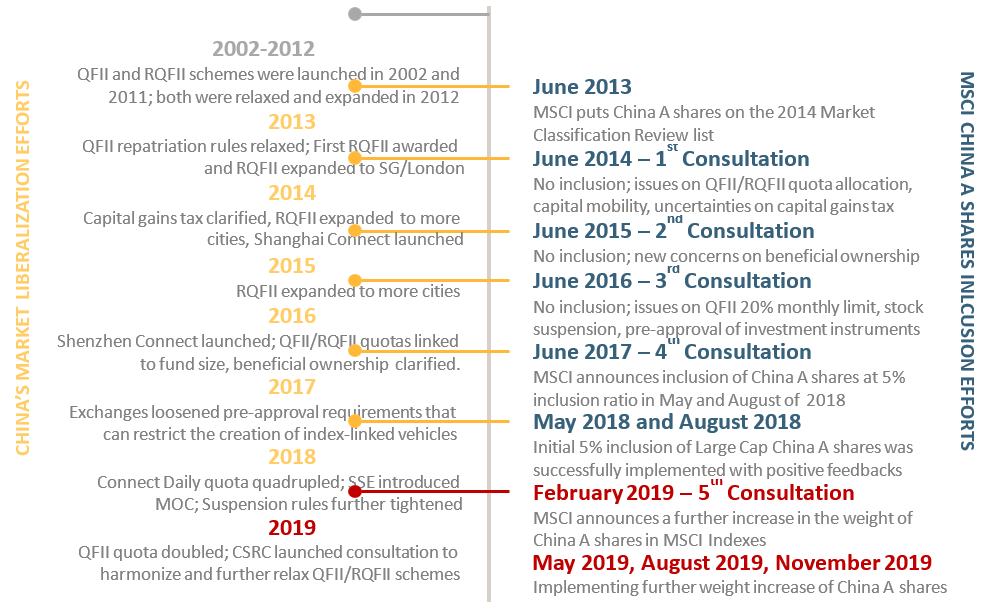 CHINA'S MARKET LIBERALIZATION EFFORTS
2002-2012
QFII and RQFII schemes were launched in 2002 and
2011; both were relaxed and expanded in 2012
2013
QFII repatriation rules relaxed; First RQFII awarded
and RQFII expanded to SG/London
2014
Capital gains tax clarified, RQFII expanded to more
cities, Shanghai Connect launched
2015
RQFII expanded to more cities
2016
Shenzhen Connect launched; QFII/RQFII quotas linked
to fund size, beneficial ownership clarified.
2017
Exchanges loosened pre-approval requirements that
can restrict the creation of index-linked vehicles
2018
Connect Daily quota quadrupled; SSE introduced
MOC; Suspension rules further tightened
2019
QFII quota doubled; CSRC launched consultation to
harmonize and further relax QFII/RQFII schemes
June 2013
MSCI puts China A shares on the 2014 Market
Classification Review list
June 2014 – 1st Consultation
No inclusion; issues on QFII/RQFII quota allocation,
capital mobility, uncertainties on capital gains tax
June 2015 – 2nd Consultation
No inclusion; new concerns on beneficial ownership
June 2016 – 3rd Consultation
No inclusion; issues on QFII 20% monthly limit, stock
suspension, pre-approval of investment instruments
June 2017 – 4th Consultation
MSCI announces inclusion of China A shares at 5%
inclusion ratio in May and August of 2018
May 2018 and August 2018
Initial 5% inclusion of Large Cap China A shares was
successfully implemented with positive feedbacks
February 2019 – 5th Consultation
MSCI announces a further increase in the weight of
China A shares in MSCI Indexes
May 2019, August 2019, November 2019
Implementing further weight increase of China A shares
MSCI CHINA A SHARES INLCUSION EFFORTS